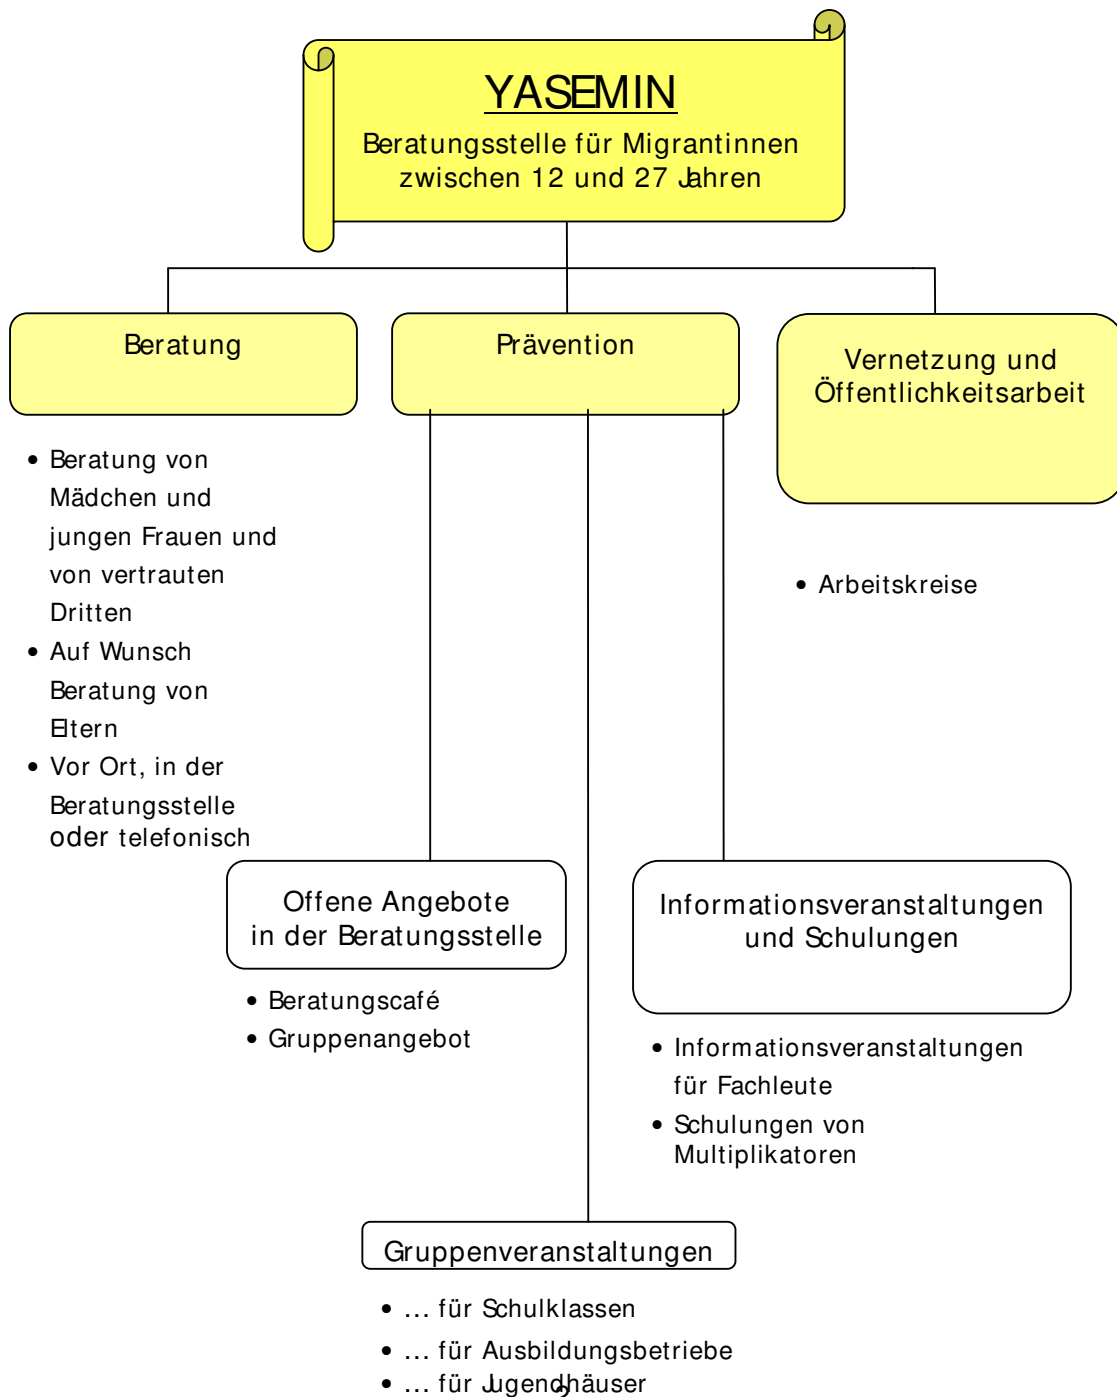 YASEMIN
Beratungsstelle für Migrantinnen
zwischen 12 und 27 Jahren
Beratung
Prävention
Vernetzung und
Öffentlichkeitsarbeit
• Beratung von
Mädchen und
jungen Frauen und
von vertrauten
Dritten
• Auf Wunsch
Beratung von
Eltern
• Vor Ort, in der
Beratungsstelle
oder telefonisch
• Arbeitskreise
Offene Angebote
in der Beratungsstelle
• Beratungscafé
• Gruppenangebot
Informationsveranstaltungen
und Schulungen
• Informationsveranstaltungen
für Fachleute
• Schulungen von
Multiplikatoren
Gruppenveranstaltungen
• ... für Schulklassen
• ... für Ausbildungsbetriebe
• ... für Jugendhäuser